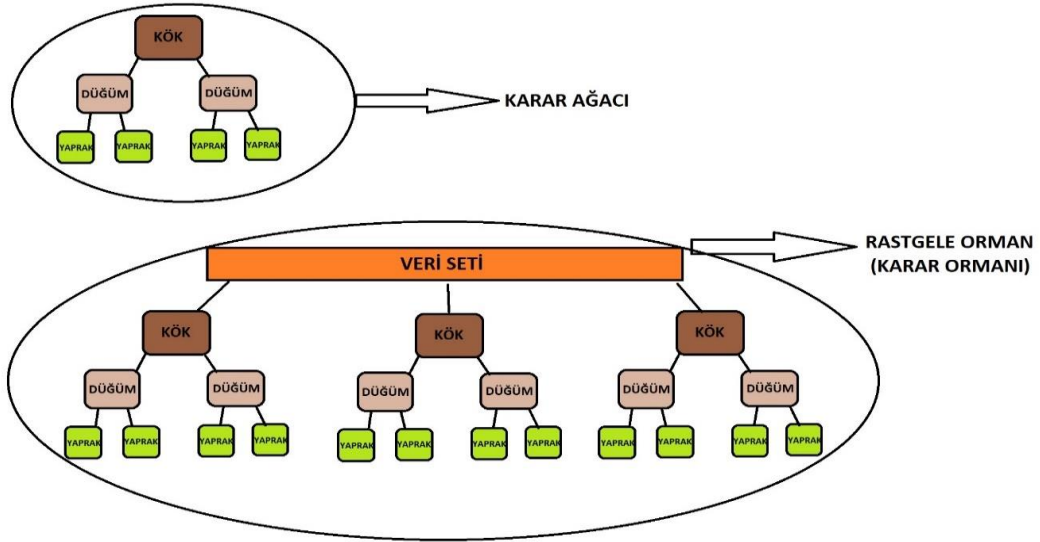 KÖK
DÜĞÜM DÜĞÜM
YAPRAK YAPRAK YAPRAK YAPRAK
KARAR AĞACI
VERİ SETİ
RASTGELE ORMAN
(KARAR ORMANI)
KÖK KÖK KÖK
DÜĞÜM DÜĞÜM DÜĞÜM DÜĞÜM DÜĞÜM DÜĞÜM
YAPRAK YAPRAK YAPRAK YAPRAK YAPRAK YAPRAK YAPRAK YAPRAK YAPRAK YAPRAK YAPRAK YAPRAK